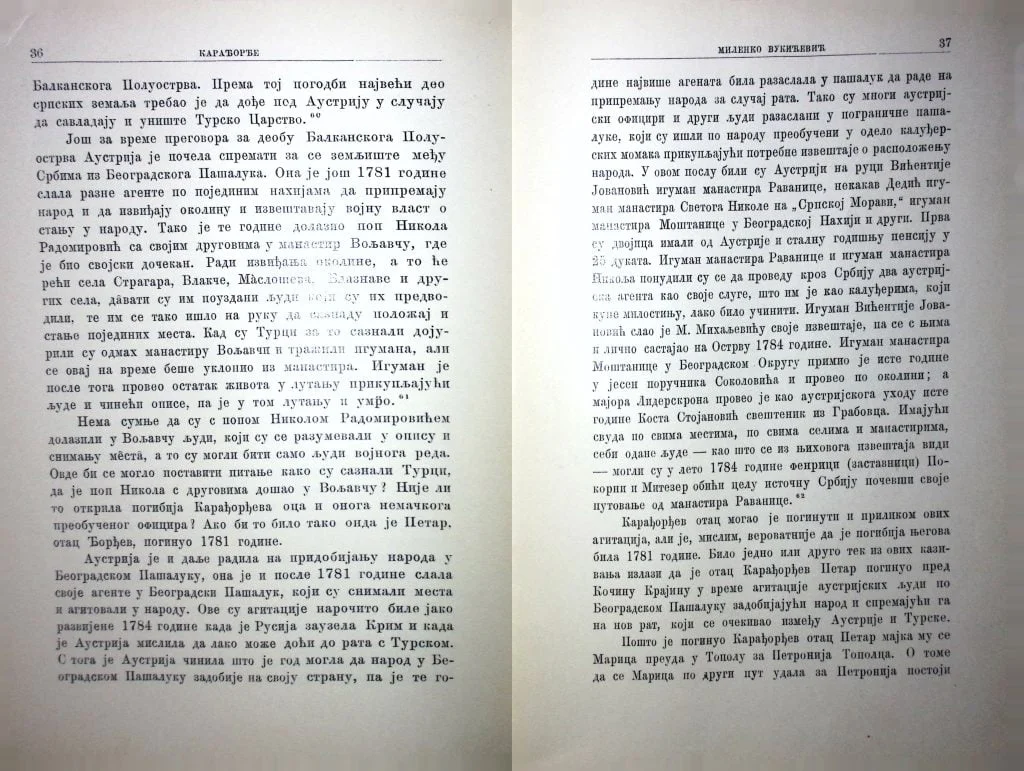 36
КАРАЂОРЂЕ
Балканскога Полуострва. Према тој погодби највећи део
српских земаља требао је да дође под Аустрију у случају
да савладају и униште Турско Царство.⁶⁰
Још за време преговора за деобу Балканскога Полу-
острва Аустрија је почела спремати за се земљиште међу
Србима из Београдскога Пашалука. Она је још 1781 године
слала разне агенте по појединим нахијама да припремају
народ и да извиђају околину и извештавају војну власт о
стању у народу. Тако је те године долазио поп Никола
Радомировић са својим друговима у манастир Вољавчу, где
је био својски дочекан. Ради извиђања околине, а то ће
рећи села Страгара, Влакче, Маслошева, Блазнаве и дру-
гих села, давати су им поуздани људи који су их предво-
дили, те им се тако ишло на руку да сазнаду положај и
стање појединих места. Кад су Турци за то сазнали дојy-
рили су одмах манастиру Вољавчи и тражили игумана, али
се овај на време беше уклонио из манастира. Игуман је
после тога провео остатак живота у лутању прикупљајући
људе и чинећи описе, па је у том лутању и умро.⁶¹
Нема сумње да су с попом Николом Радомировићем
долазили у Вољавчу људи, који су се разумевали у опису и
снимању места, а то су могли бити само људи војнога реда.
Овде би се могло поставити питање како су сазнали Турци,
да је поп Никола с друговима дошао у Вољавчу? Није ли
то открила погибија Карађорђева оца и онога немачкога
преобученог официра? Ако би то било тако онда је Петар,
отац Ђорђев, погинуо 1781 године.
Аустрија је и даље радила на придобијању народа у
Београдском Пашалуку, она је и после 1781 године слала
своје агенте у Београдски Пашалук, који су снимали места
и агитовали у народу. Ове су агитације нарочито биле јако
развијене 1784 године када је Русија заузела Крим и када
је Аустрија мислила да лако може доћи до рата с Турском.
С тога је Аустрија чинила што је год могла да народ у Бе-
оградском Пашалуку задобије на своју страну, па је те го-
МИЛЕНКО ВУКИЋЕВИЋ
37
дине највише агената била разаслала у пашалук да раде на
припремању народа за случај рата. Тако су многи аустриј-
ски официри и други људи разаслани у пограничне паша-
луке, који су ишли по народу преобучени у одело калуђер-
ских момака прикупљајући потребне извештаје о расположењу
народа. У овом послу били су Аустрији на руци Вићентије
Јовановић игуман манастира Раванице, некакав Дедић игу-
ман манастира Светога Николе на „Српској Морави,“ игуман
манастира Моштанице у Београдској Нахији и други. Прва
су двојица имали од Аустрије и сталну годишњу пенсију у
25 дуката. Игуман манастира Раванице и игуман манастира
Никоља понудили су се да проведу кроз Србију два аустриј-
ска агента као своје слуге, што им је као калуђерима, који
купе милостињу, лако било учинити. Игуман Вићентије Јова-
новић слао је М. Михаљевићу своје извештаје, па се с њима
и лично састајао на Острву 1784 године. Игуман манастира
Моштанице у Београдском Округу примио је исте године
у јесен поручника Соколовића и провео по околини; а
мајора Лидерскрона провео је као аустријскога уходу исте
године Коста Стојановић свештеник из Грабовца. Имајући
свуда по свима местима, по свима селима и манастирима,
себи одане људе — као што се из њиховога извештаја види
— могли су у лето 1784 године фенрици (заставници) По-
корни и Митезер обићи целу источну Србију почевши своје
путовање од манастира Раванице.⁶²
Карађорђев отац могао је погинути и приликом ових
агитација, али је, мислим, вероватније да је погибија његова
била 1781 године. Било једно или друго тек из ових кази-
вања излази да је отац Карађорђев Петар погинуо пред
Кочину Крајину у време агитације аустријских људи по
Београдском Пашалуку задобијајући народ и спремајући га
на нов рат, који се очекивао између Аустрије и Турске.
Пошто је погинуо Карађорђев отац Петар мајка му се
Марица преуда у Тополу за Петронија Тополца. О томе
да се Марица по други пут удала за Петронија постоји